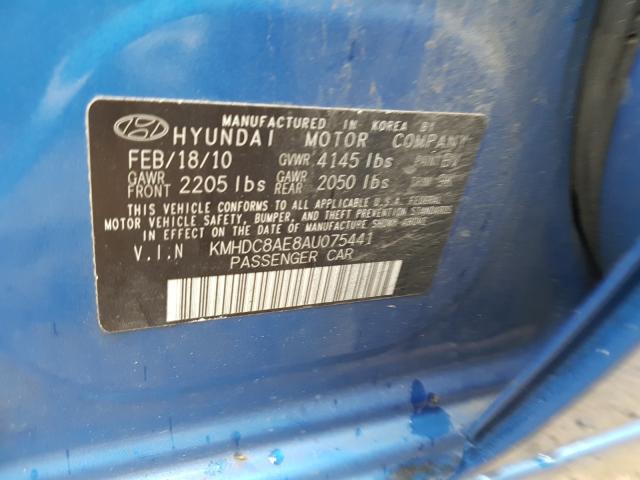 MANUFACTURED IN KOREA BY
HYUNDAI MOTOR COMPANY
FEB/18/10 GVWR 4145 lbs PAINT
GAWR FRONT 2205 lbs GAWR REAR 2050 lbs TRIM
THIS VEHICLE CONFORMS TO ALL APPLICABLE U.S.A. FEDERAL
MOTOR VEHICLE SAFETY, BUMPER, AND THEFT PREVENTION STANDARDS
IN EFFECT ON THE DATE OF MANUFACTURE SHOWN ABOVE
V.I.N KMHDC8AE8AU075441
PASSENGER CAR